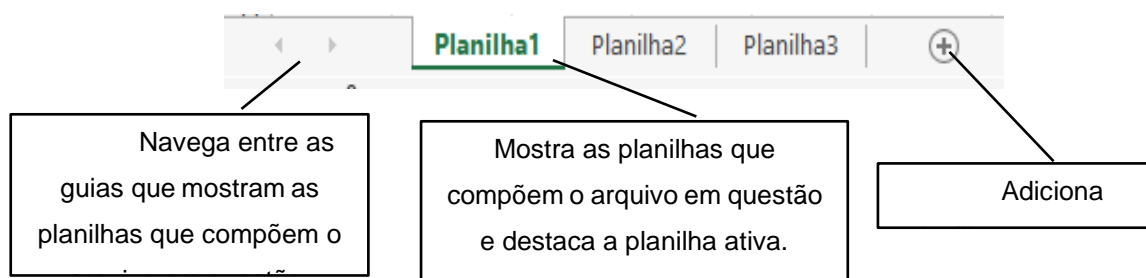 Planilha1 Planilha2 Planilha3
Navega entre as
guias que mostram as
planilhas que compõem o
Mostra as planilhas que
compõem o arquivo em questão
e destaca a planilha ativa.
Adiciona